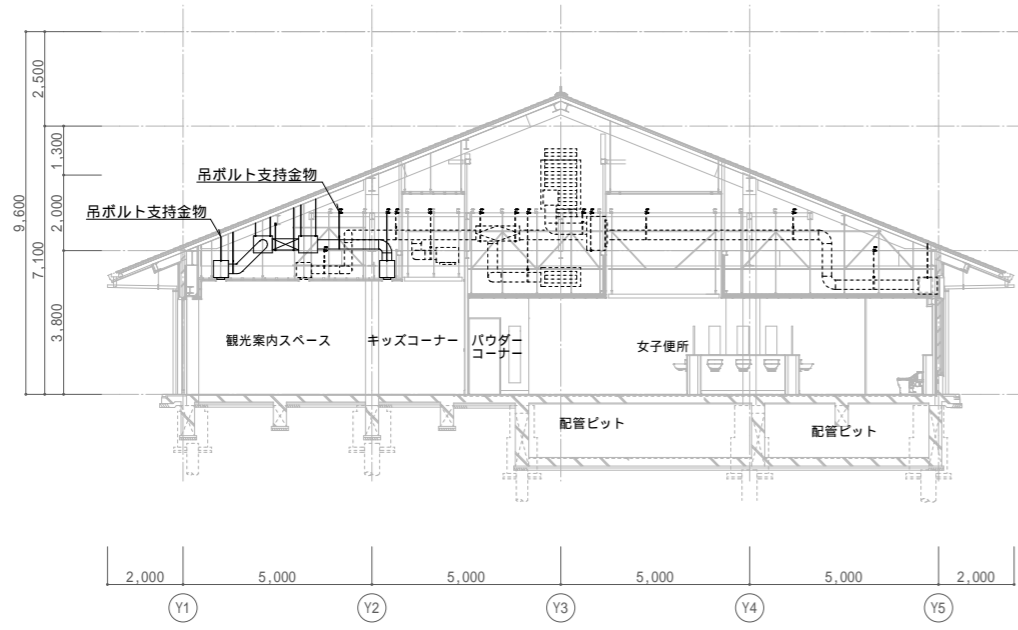 2,500
1,300
2,000
9,600
7,100
3,800
吊ボルト支持金物
吊ボルト支持金物
観光案内スペース
キッズコーナー
パウダー
コーナー
女子便所
配管ピット
配管ピット
2,000
5,000
5,000
5,000
5,000
2,000
Y1
Y2
Y3
Y4
Y5